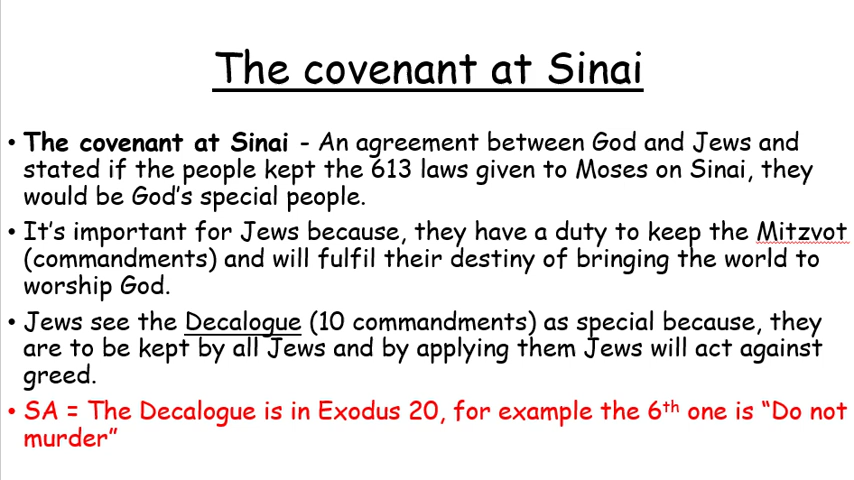 The covenant at Sinai
• The covenant at Sinai - An agreement between God and Jews and
stated if the people kept the 613 laws given to Moses on Sinai, they
would be God's special people.
• It's important for Jews because, they have a duty to keep the Mitzvot
(commandments) and will fulfil their destiny of bringing the world to
worship God.
• Jews see the Decalogue (10 commandments) as special because, they
are to be kept by all Jews and by applying them Jews will act against
greed.
• SA = The Decalogue is in Exodus 20, for example the 6th one is “Do not
murder”